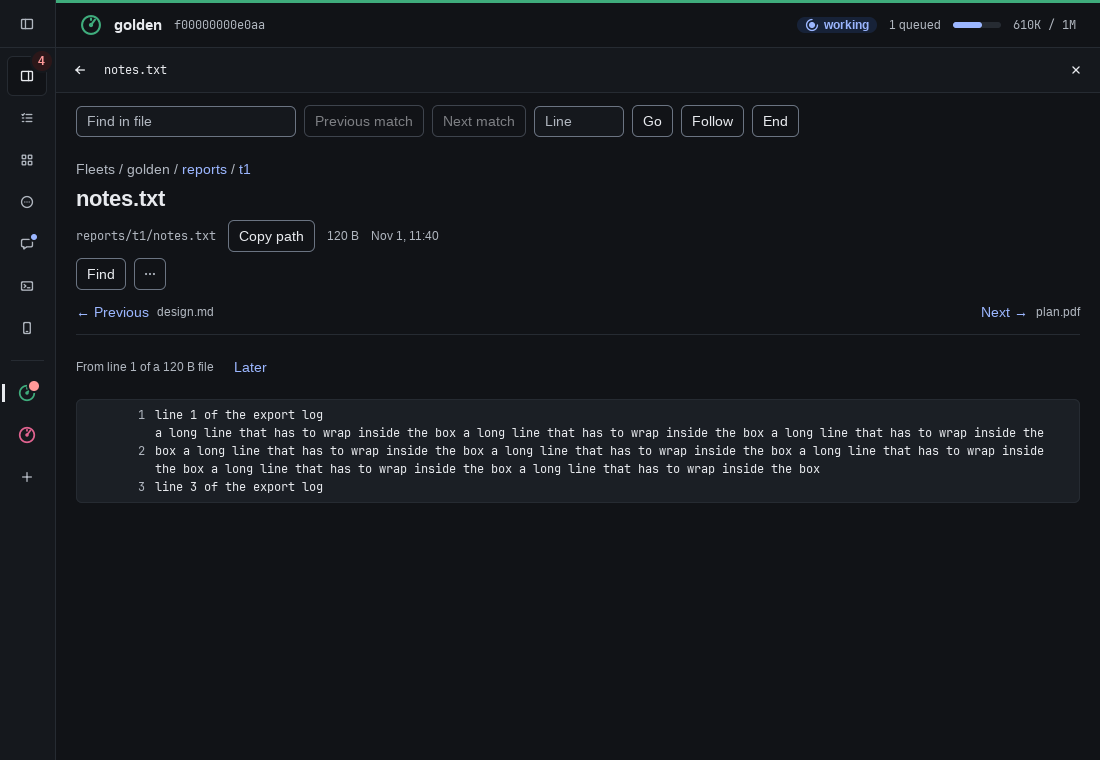 golden f00000000e0aa working 1 queued 610K / 1M
4
notes.txt
Find in file Previous match Next match Line Go Follow End
Fleets / golden / reports / t1
notes.txt
reports/t1/notes.txt Copy path 120 B Nov 1, 11:40
Find ···
← Previous design.md Next → plan.pdf
From line 1 of a 120 B file Later
1 line 1 of the export log
a long line that has to wrap inside the box a long line that has to wrap inside the box a long line that has to wrap inside the
2 box a long line that has to wrap inside the box a long line that has to wrap inside the box a long line that has to wrap inside
the box a long line that has to wrap inside the box a long line that has to wrap inside the box
3 line 3 of the export log